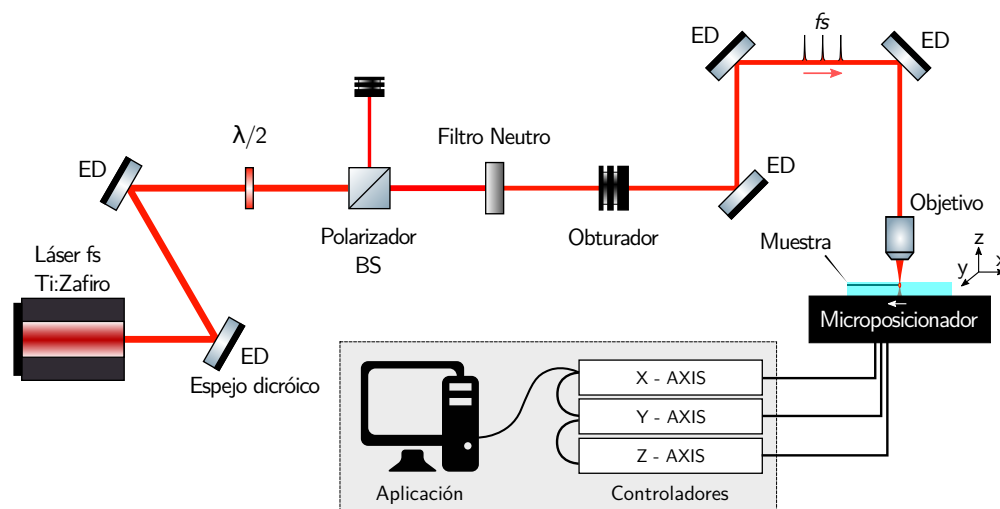 ED
fs
ED
λ/2
Filtro Neutro
ED
ED
Objetivo
Polarizador
BS
Obturador
Muestra
z
x
y
Láser fs
Ti:Zafiro
Microposicionador
ED
Espejo dicróico
X - AXIS
Y - AXIS
Z - AXIS
Aplicación
Controladores